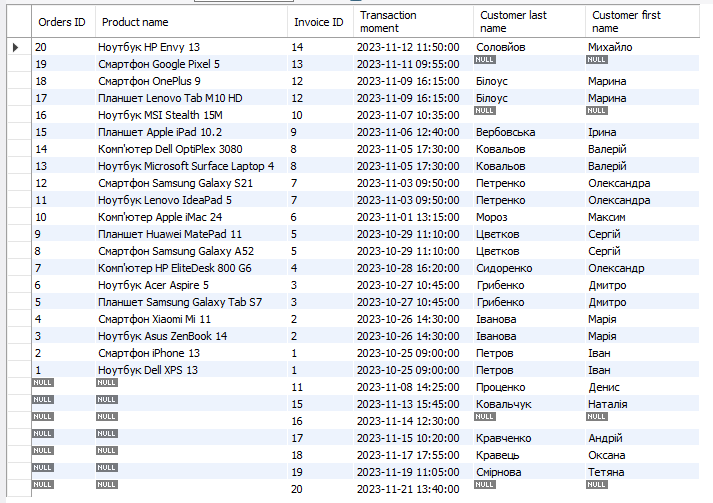 Orders ID Product name Invoice ID Transaction moment Customer last name Customer first name
20 Ноутбук HP Envy 13 14 2023-11-12 11:50:00 Соловйов Михайло
19 Смартфон Google Pixel 5 13 2023-11-11 09:55:00 NULL NULL
18 Смартфон OnePlus 9 12 2023-11-09 16:15:00 Білоус Марина
17 Планшет Lenovo Tab M10 HD 12 2023-11-09 16:15:00 Білоус Марина
16 Ноутбук MSI Stealth 15M 10 2023-11-07 10:35:00 NULL NULL
15 Планшет Apple iPad 10.2 9 2023-11-06 12:40:00 Вербовська Ірина
14 Комп'ютер Dell OptiPlex 3080 8 2023-11-05 17:30:00 Ковальов Валерій
13 Ноутбук Microsoft Surface Laptop 4 8 2023-11-05 17:30:00 Ковальов Валерій
12 Смартфон Samsung Galaxy S21 7 2023-11-03 09:50:00 Петренко Олександра
11 Ноутбук Lenovo IdeaPad 5 7 2023-11-03 09:50:00 Петренко Олександра
10 Комп'ютер Apple iMac 24 6 2023-11-01 13:15:00 Мороз Максим
9 Планшет Huawei MatePad 11 5 2023-10-29 11:10:00 Цвєтков Сергій
8 Смартфон Samsung Galaxy A52 5 2023-10-29 11:10:00 Цвєтков Сергій
7 Комп'ютер HP EliteDesk 800 G6 4 2023-10-28 16:20:00 Сидоренко Олександр
6 Ноутбук Acer Aspire 5 3 2023-10-27 10:45:00 Грибенко Дмитро
5 Планшет Samsung Galaxy Tab S7 3 2023-10-27 10:45:00 Грибенко Дмитро
4 Смартфон Xiaomi Mi 11 2 2023-10-26 14:30:00 Іванова Марія
3 Ноутбук Asus ZenBook 14 2 2023-10-26 14:30:00 Іванова Марія
2 Смартфон iPhone 13 1 2023-10-25 09:00:00 Петров Іван
1 Ноутбук Dell XPS 13 1 2023-10-25 09:00:00 Петров Іван
NULL NULL 11 2023-11-08 14:25:00 Проценко Денис
NULL NULL 15 2023-11-13 15:45:00 Ковальчук Наталія
NULL NULL 16 2023-11-14 12:30:00 NULL NULL
NULL NULL 17 2023-11-15 10:20:00 Кравченко Андрій
NULL NULL 18 2023-11-17 17:55:00 Кравець Оксана
NULL NULL 19 2023-11-19 11:05:00 Смірнова Тетяна
NULL NULL 20 2023-11-21 13:40:00 NULL NULL